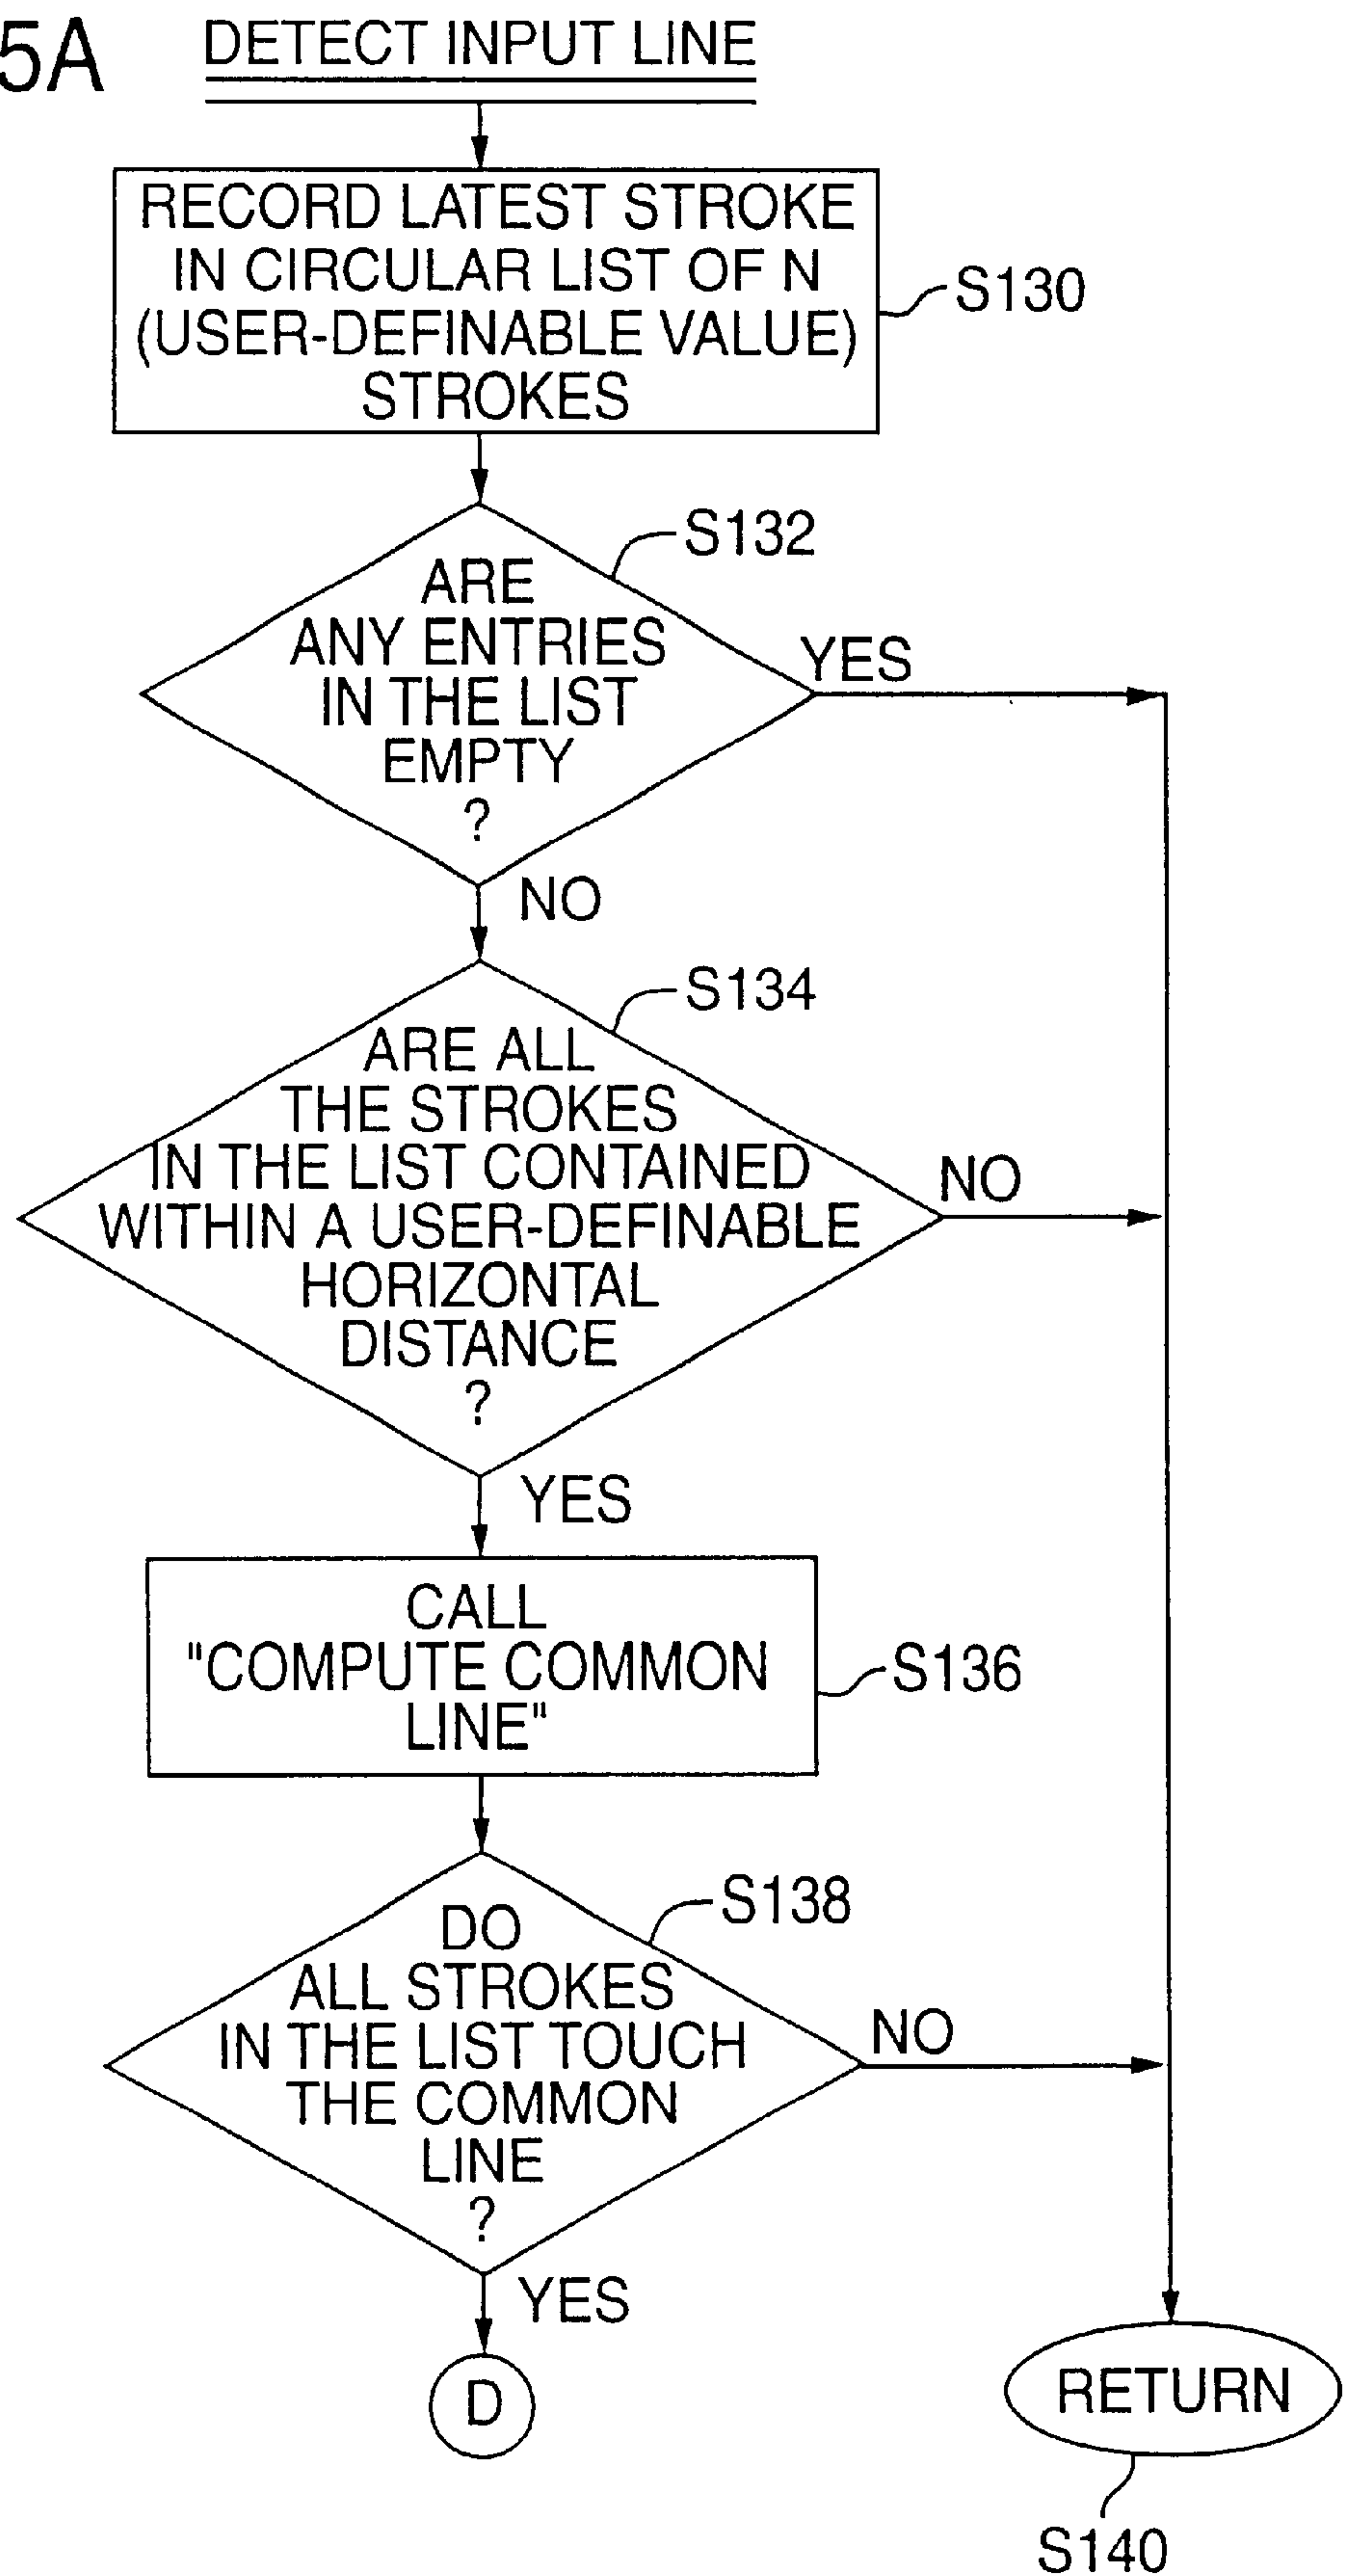 5A
DETECT INPUT LINE
RECORD LATEST STROKE
IN CIRCULAR LIST OF N
(USER-DEFINABLE VALUE)
STROKES
S130
S132
ARE
ANY ENTRIES
IN THE LIST
EMPTY
?
YES
NO
S134
ARE ALL
THE STROKES
IN THE LIST CONTAINED
WITHIN A USER-DEFINABLE
HORIZONTAL
DISTANCE
?
NO
YES
CALL
"COMPUTE COMMON
LINE"
S136
S138
DO
ALL STROKES
IN THE LIST TOUCH
THE COMMON
LINE
?
NO
YES
D
RETURN
S140